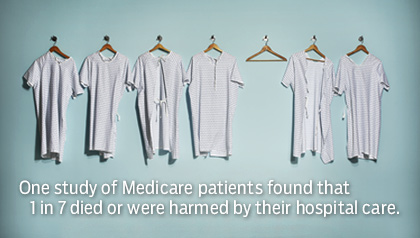 One study of Medicare patients found that
1 in 7 died or were harmed by their hospital care.